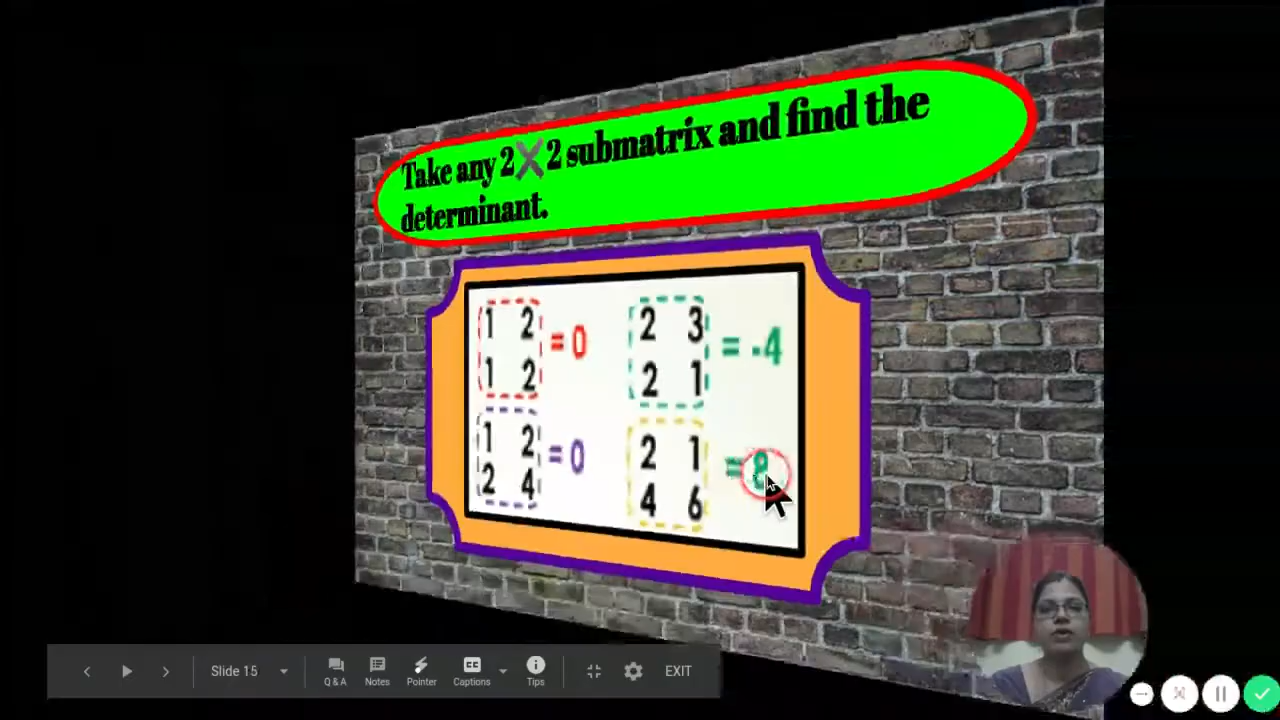 Take any 2✕2 submatrix and find the
determinant.
1 2
1 2
= 0
2 3
2 1
= -4
1 2
2 4
= 0
2 1
4 6
= 8
Slide 15
Q & A
Notes
Pointer
Captions
Tips
EXIT